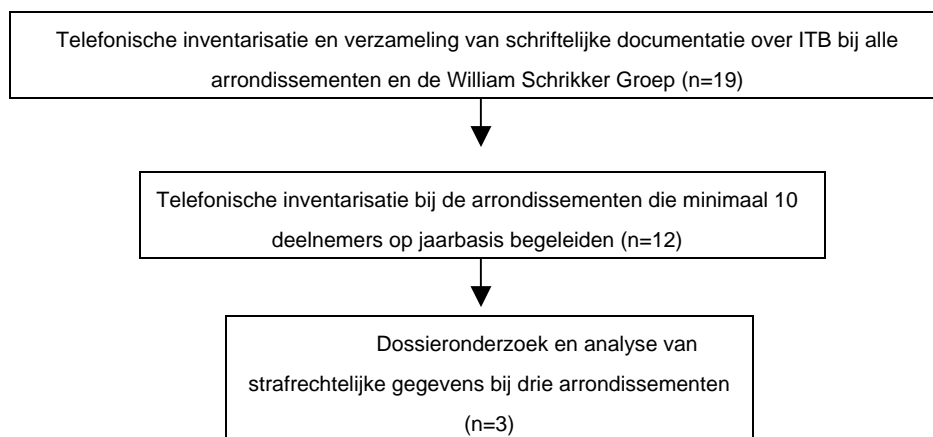 Telefonische inventarisatie en verzameling van schriftelijke documentatie over ITB bij alle
arrondissementen en de William Schrikker Groep (n=19)
Telefonische inventarisatie bij de arrondissementen die minimaal 10
deelnemers op jaarbasis begeleiden (n=12)
Dossieronderzoek en analyse van
strafrechtelijke gegevens bij drie arrondissementen
(n=3)